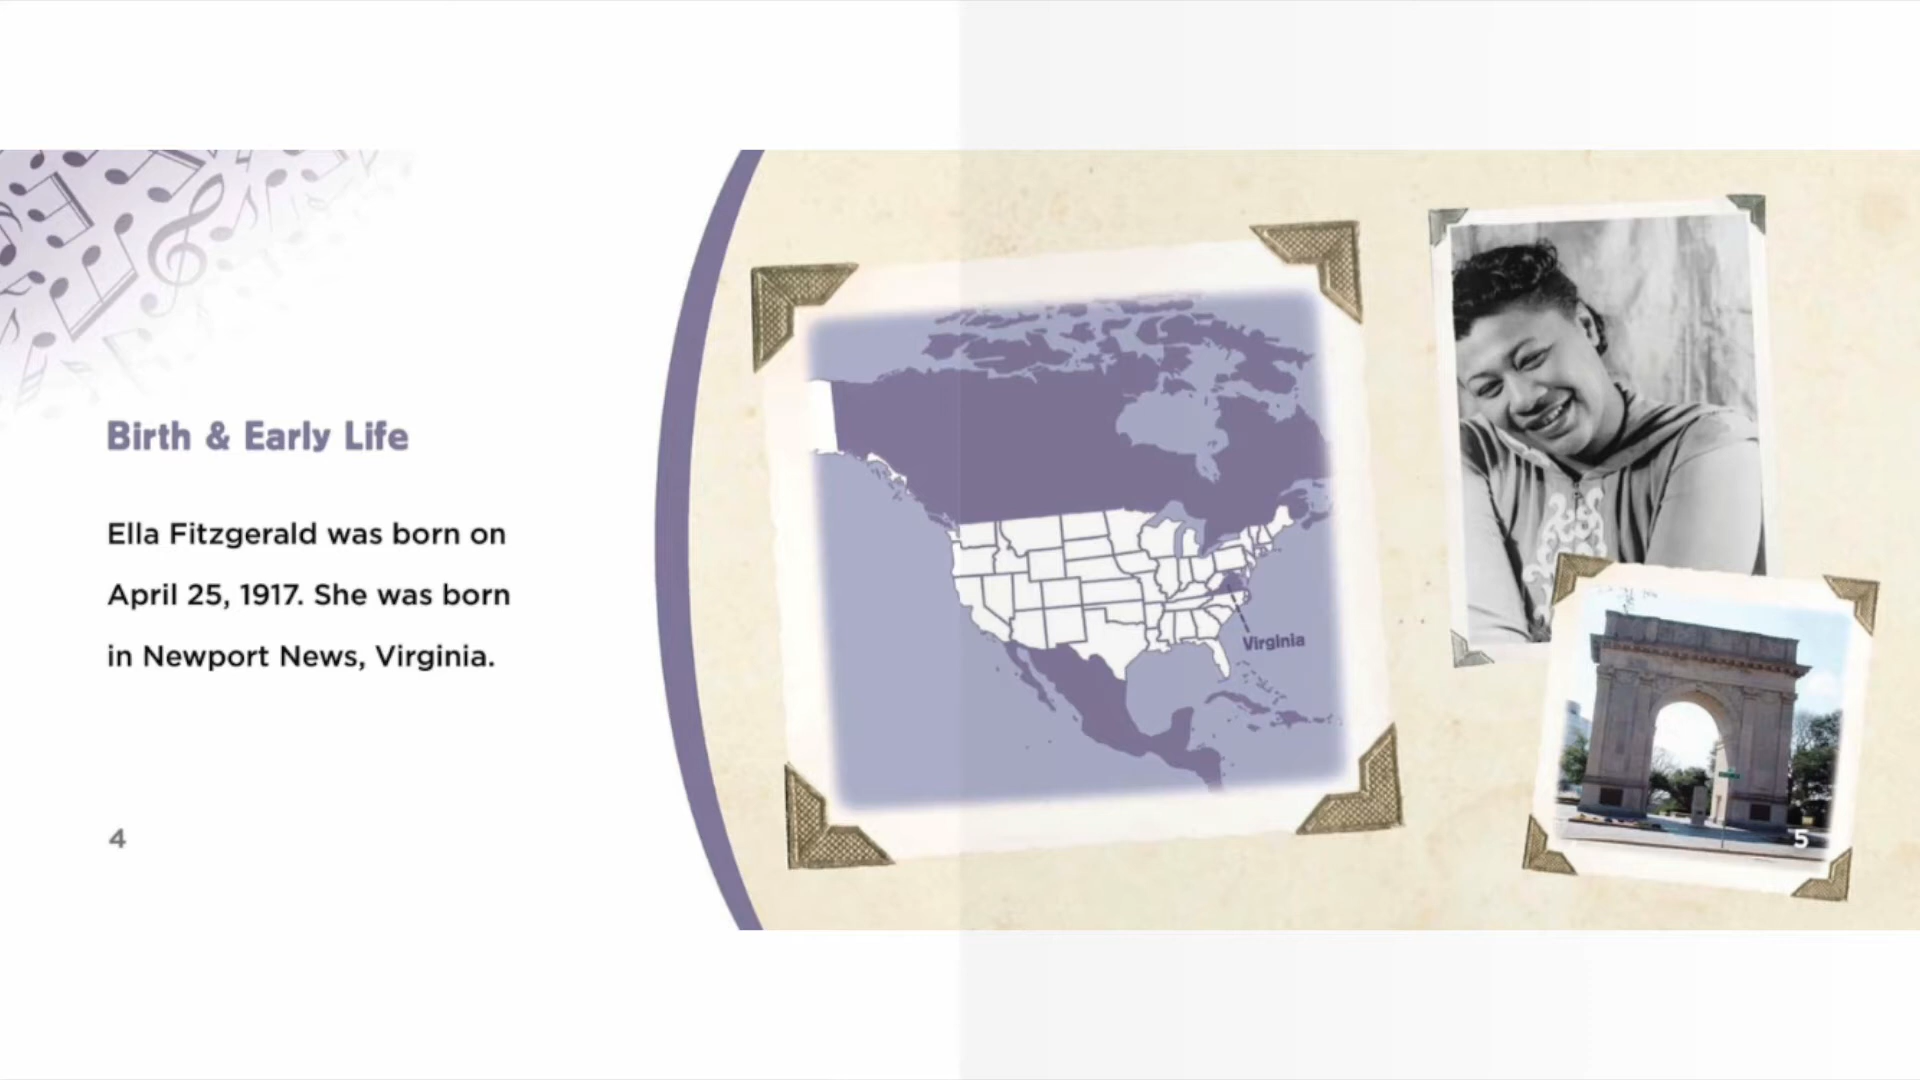 Birth & Early Life
Ella Fitzgerald was born on
April 25, 1917. She was born
in Newport News, Virginia.
4
Virginia
5